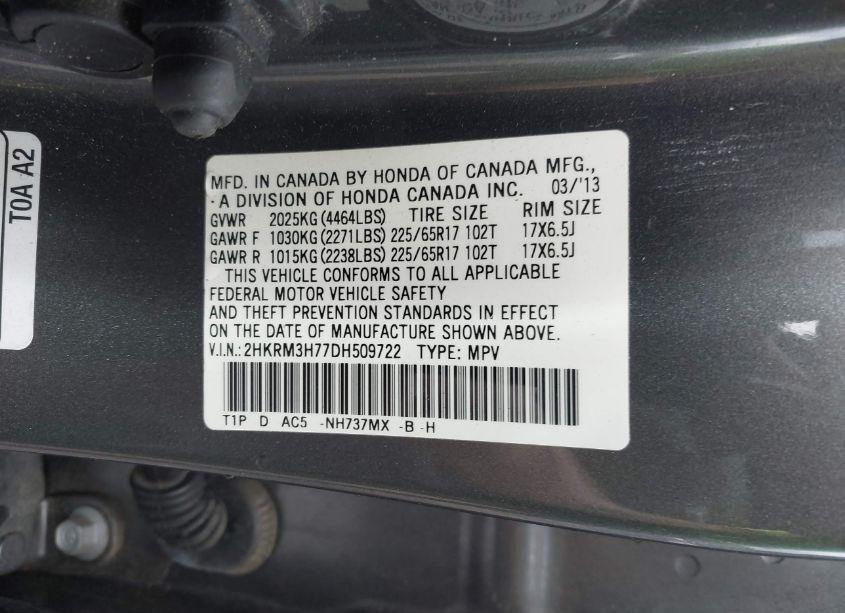 MFD. IN CANADA BY HONDA OF CANADA MFG.,
A DIVISION OF HONDA CANADA INC. 03/'13
GVWR 2025KG(4464LBS) TIRE SIZE RIM SIZE
GAWR F 1030KG(2271LBS) 225/65R17 102T 17X6.5J
GAWR R 1015KG(2238LBS) 225/65R17 102T 17X6.5J
THIS VEHICLE CONFORMS TO ALL APPLICABLE
FEDERAL MOTOR VEHICLE SAFETY
AND THEFT PREVENTION STANDARDS IN EFFECT
ON THE DATE OF MANUFACTURE SHOWN ABOVE.
V.I.N.: 2HKRM3H77DH509722 TYPE: MPV
T1P D AC5 -NH737MX -B -H
T0A A2